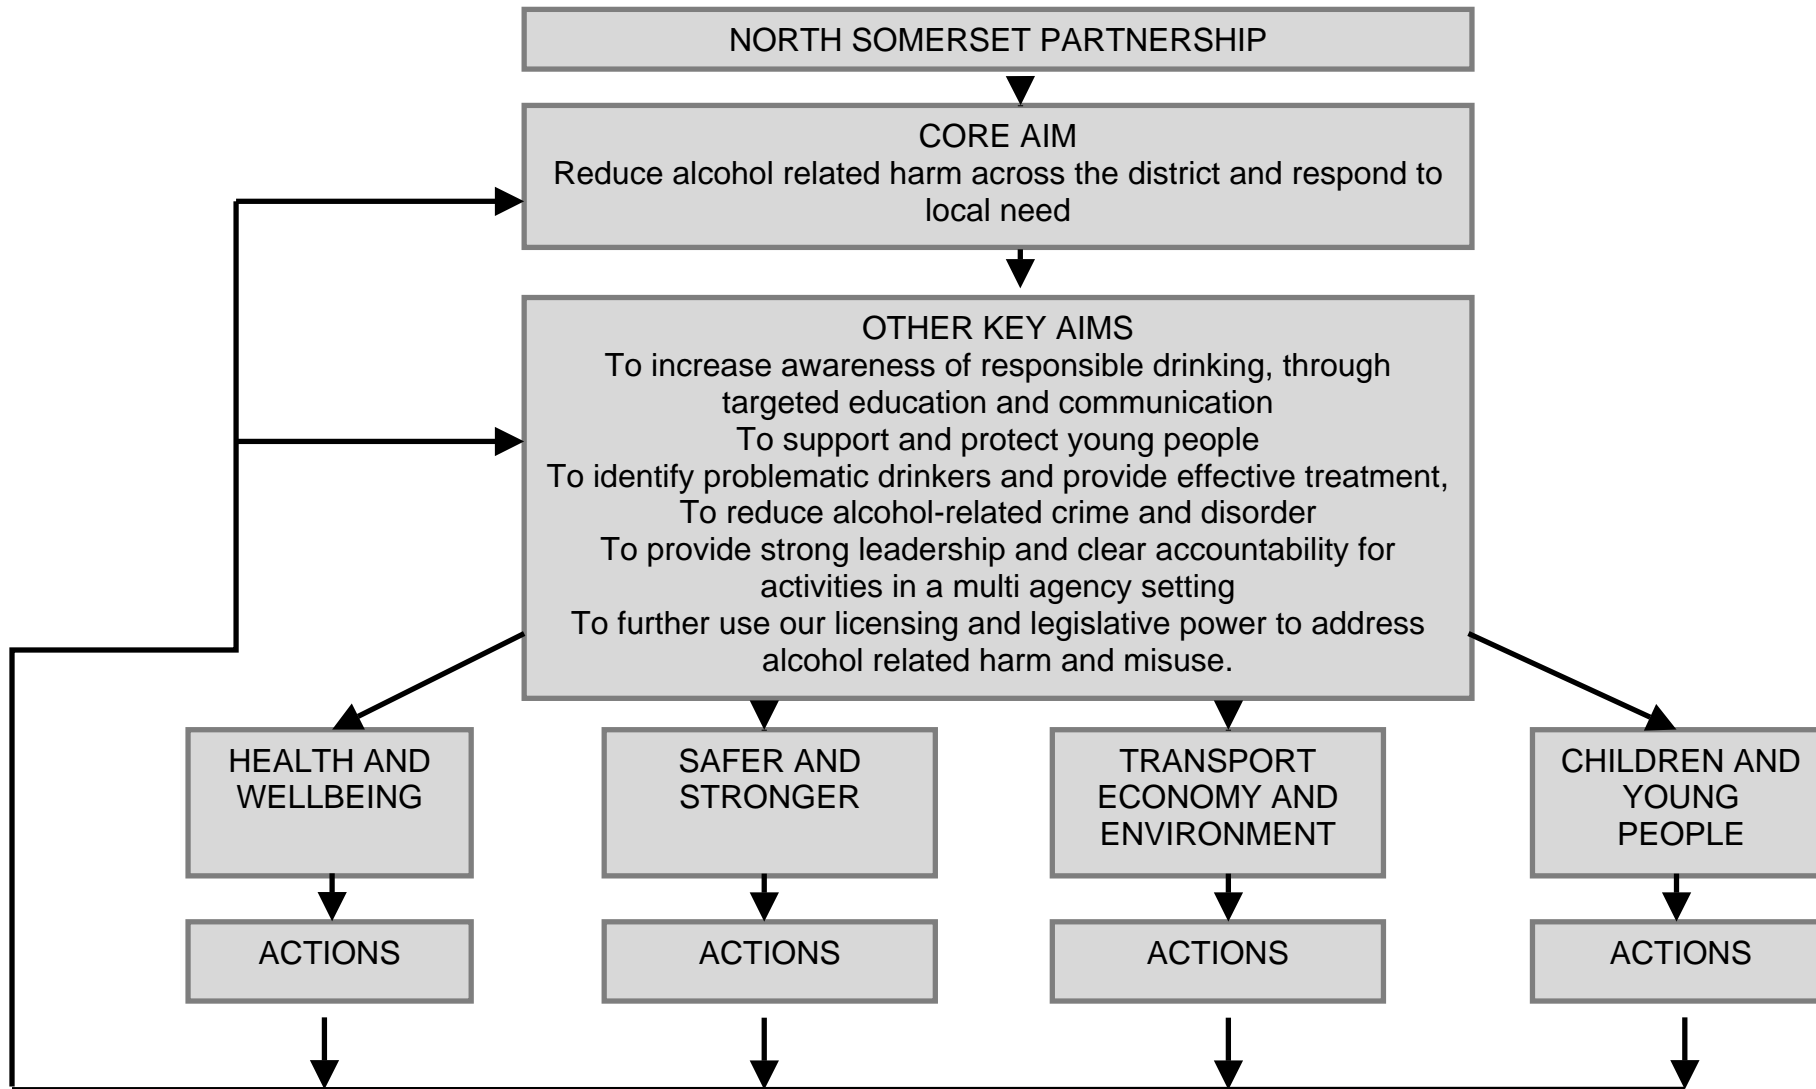 NORTH SOMERSET PARTNERSHIP
CORE AIM
Reduce alcohol related harm across the district and respond to
local need
OTHER KEY AIMS
To increase awareness of responsible drinking, through
targeted education and communication
To support and protect young people
To identify problematic drinkers and provide effective treatment,
To reduce alcohol-related crime and disorder
To provide strong leadership and clear accountability for
activities in a multi agency setting
To further use our licensing and legislative power to address
alcohol related harm and misuse.
HEALTH AND
WELLBEING
SAFER AND
STRONGER
TRANSPORT
ECONOMY AND
ENVIRONMENT
CHILDREN AND
YOUNG
PEOPLE
ACTIONS
ACTIONS
ACTIONS
ACTIONS